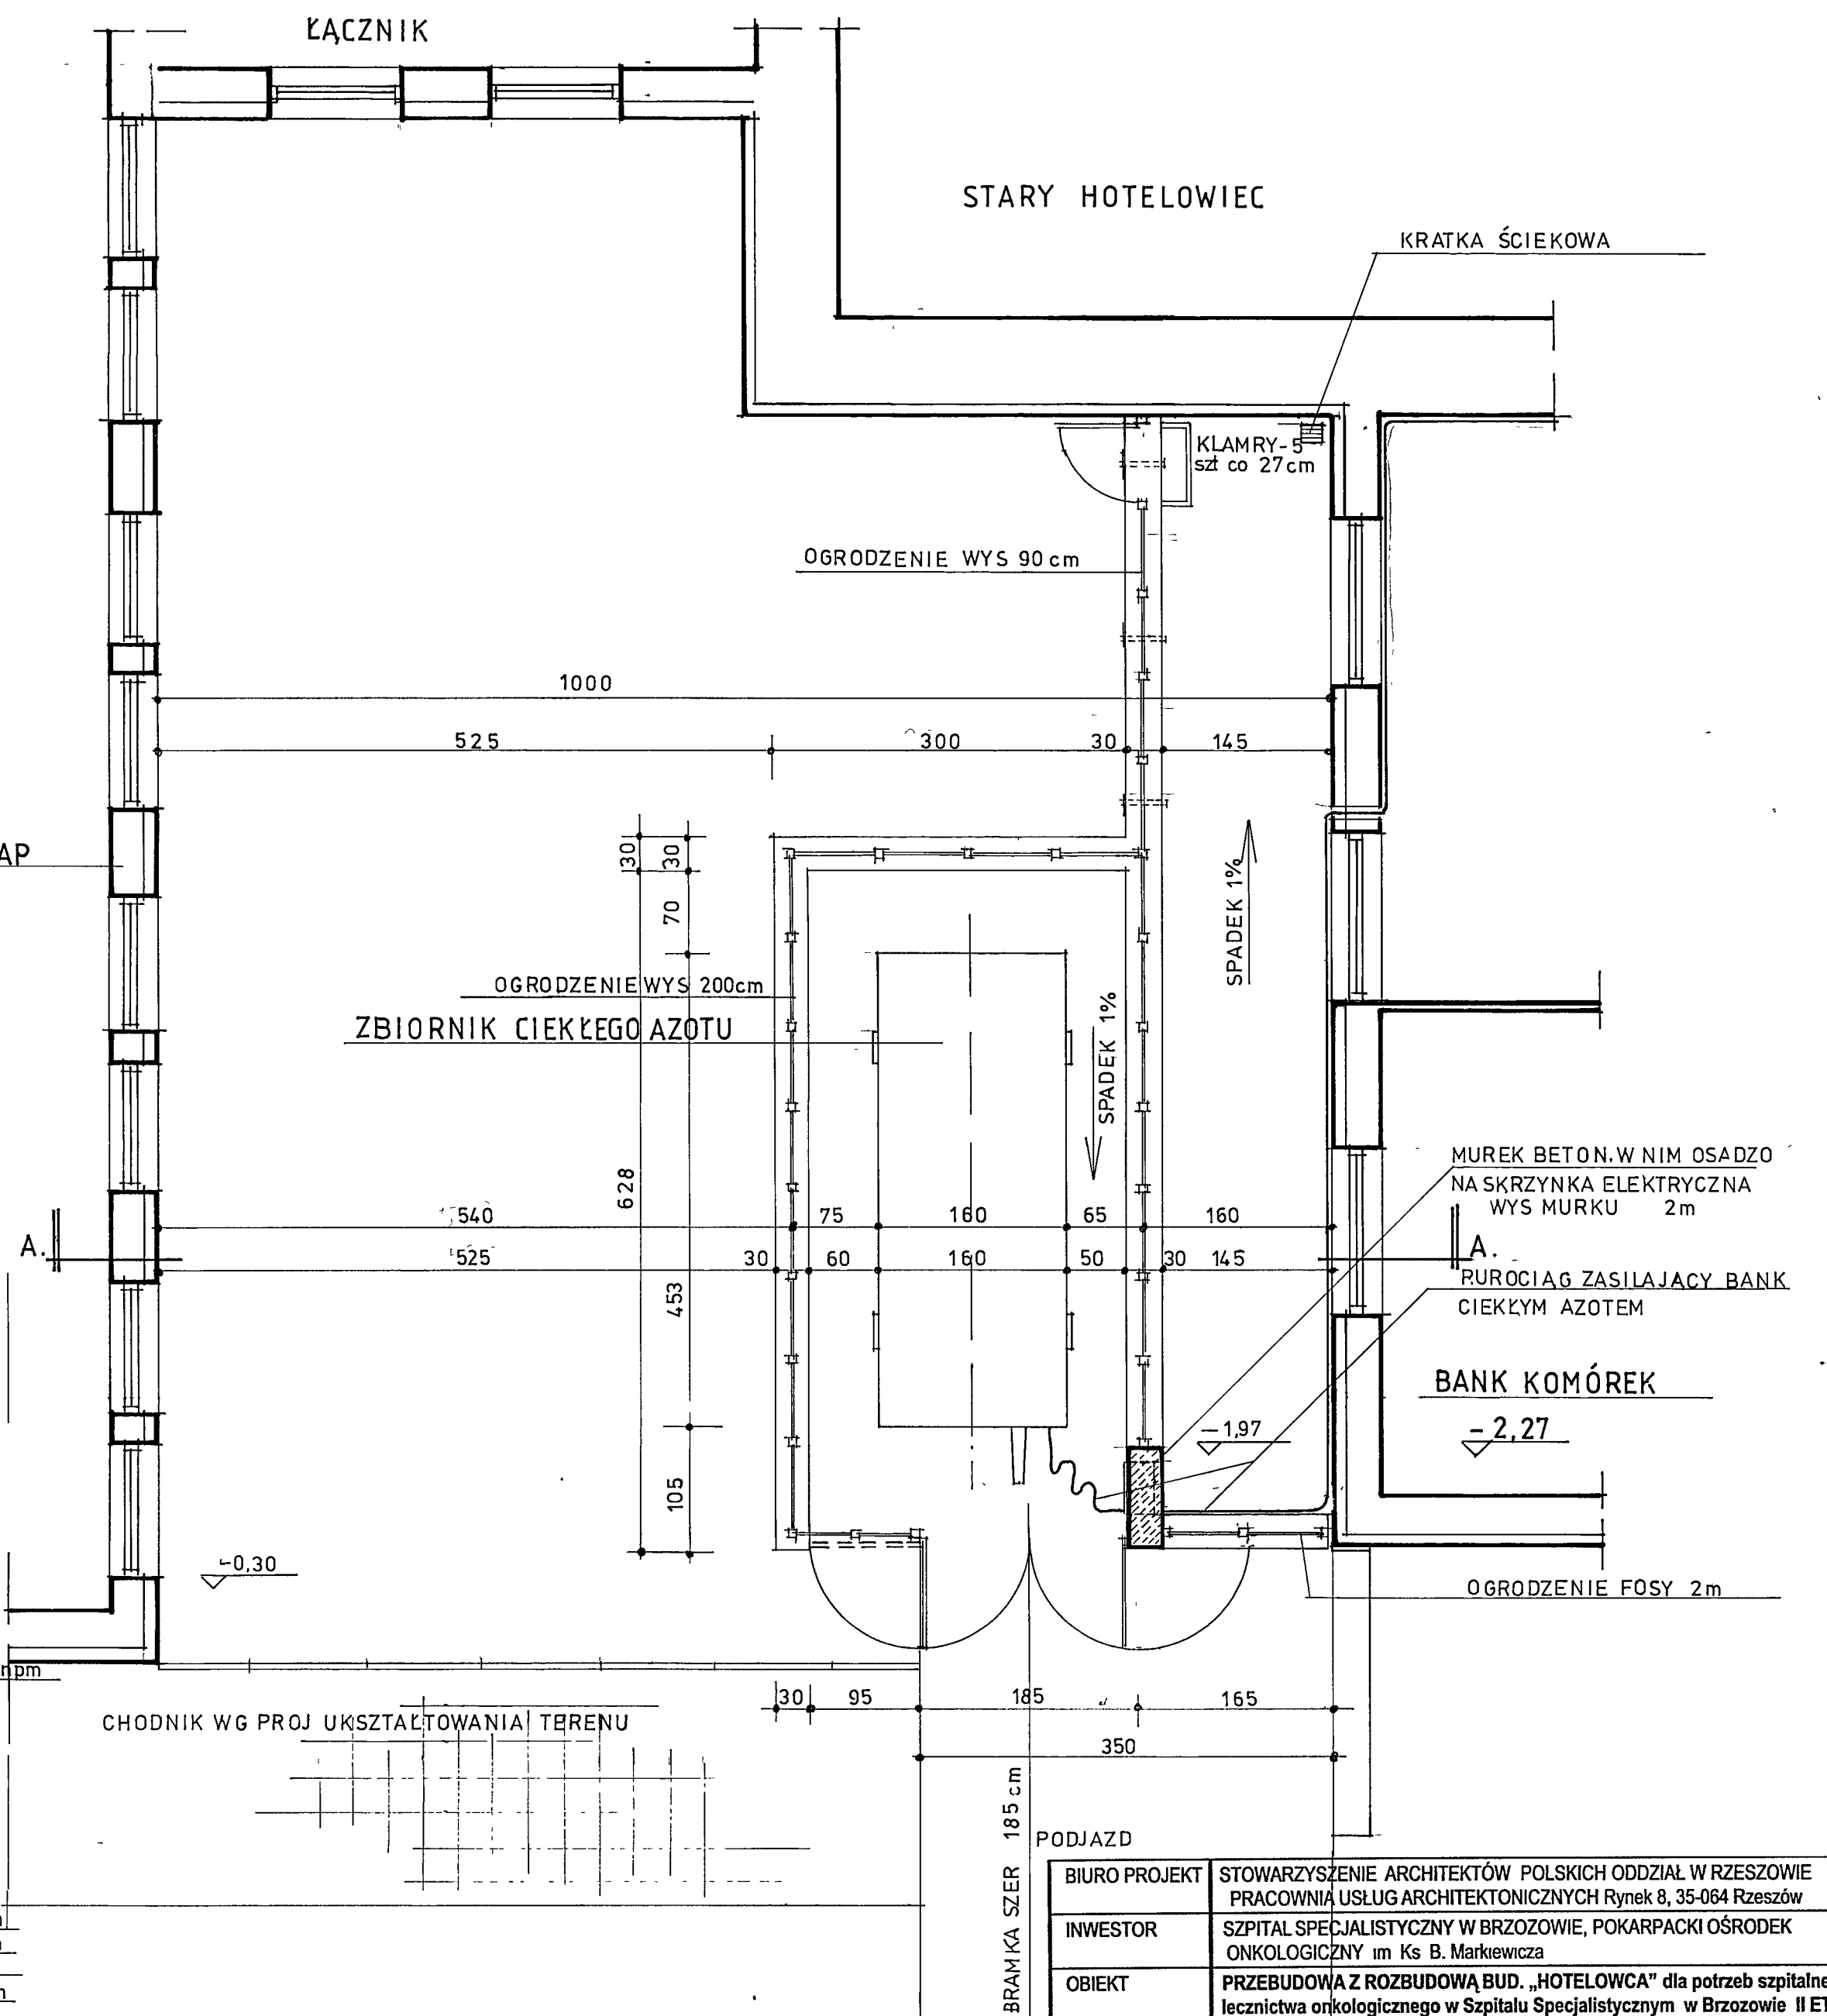 ŁĄCZNIK
STARY HOTELOWIEC
KRATKA ŚCIEKOWA
KLAMRY-5
szt co 27cm
OGRODZENIE WYS 90 cm
1000
525 300 30 145
AP
30 30
70
SPADEK 1%
OGRODZENIE WYS 200cm
ZBIORNIK CIEKŁEGO AZOTU
SPADEK 1%
MUREK BETON. W NIM OSADZO
NA SKRZYNKA ELEKTRYCZNA
WYS MURKU 2m
628
540 75 160 65 160
A. A.
525 30 60 160 50 30 145
453
RUROCIĄG ZASILAJĄCY BANK
CIEKŁYM AZOTEM
BANK KOMÓREK
-1,97
- 2,27
105
-0,30
OGRODZENIE FOSY 2m
npm
30 95 185 165
CHODNIK WG PROJ UKSZTAŁTOWANIA TERENU
350
BRAMKA SZER 185 cm
PODJAZD
BIURO PROJEKT STOWARZYSZENIE ARCHITEKTÓW POLSKICH ODDZIAŁ W RZESZOWIE
PRACOWNIA USŁUG ARCHITEKTONICZNYCH Rynek 8, 35-064 Rzeszów
INWESTOR SZPITAL SPECJALISTYCZNY W BRZOZOWIE, POKARPACKI OŚRODEK
ONKOLOGICZNY im Ks B. Markiewicza
OBIEKT PRZEBUDOWA Z ROZBUDOWĄ BUD. „HOTELOWCA” dla potrzeb szpitalne
lecznictwa onkologicznego w Szpitalu Specjalistycznym w Brzozowie II ET